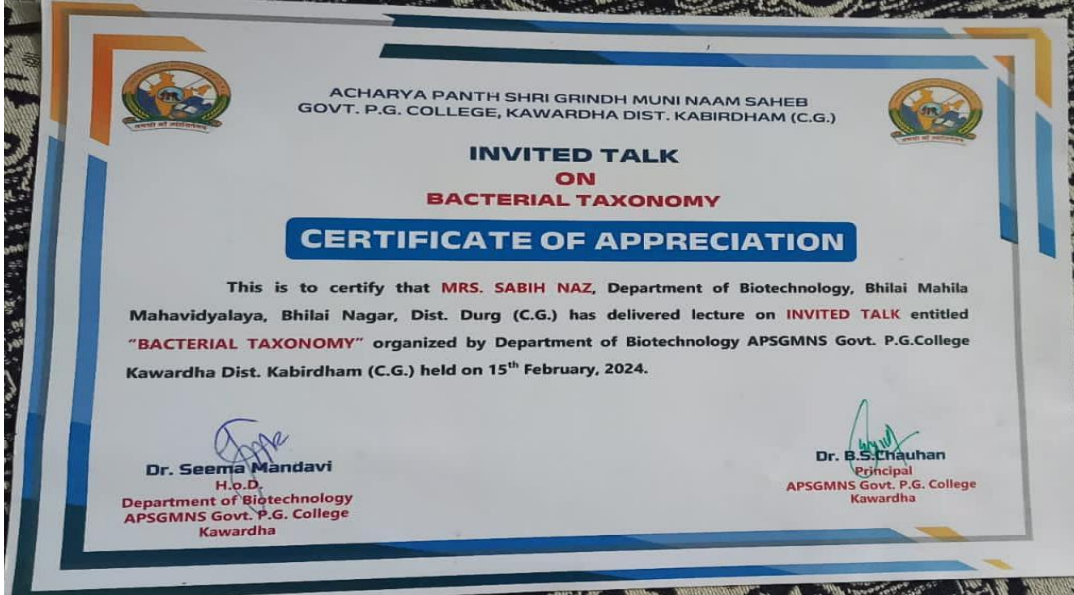 ACHARYA PANTH SHRI GRINDH MUNI NAAM SAHEB
GOVT. P.G. COLLEGE, KAWARDHA DIST. KABIRDHAM (C.G.)
INVITED TALK
ON
BACTERIAL TAXONOMY
CERTIFICATE OF APPRECIATION
This is to certify that MRS. SABIH NAZ, Department of Biotechnology, Bhilai Mahila
Mahavidyalaya, Bhilai Nagar, Dist. Durg (C.G.) has delivered lecture on INVITED TALK entitled
"BACTERIAL TAXONOMY" organized by Department of Biotechnology APSGMNS Govt. P.G.College
Kawardha Dist. Kabirdham (C.G.) held on 15th February, 2024.
Dr. Seema Mandavi
H.o.D.
Department of Biotechnology
APSGMNS Govt. P.G. College
Kawardha
Dr. B.S.Chauhan
Principal
APSGMNS Govt. P.G. College
Kawardha